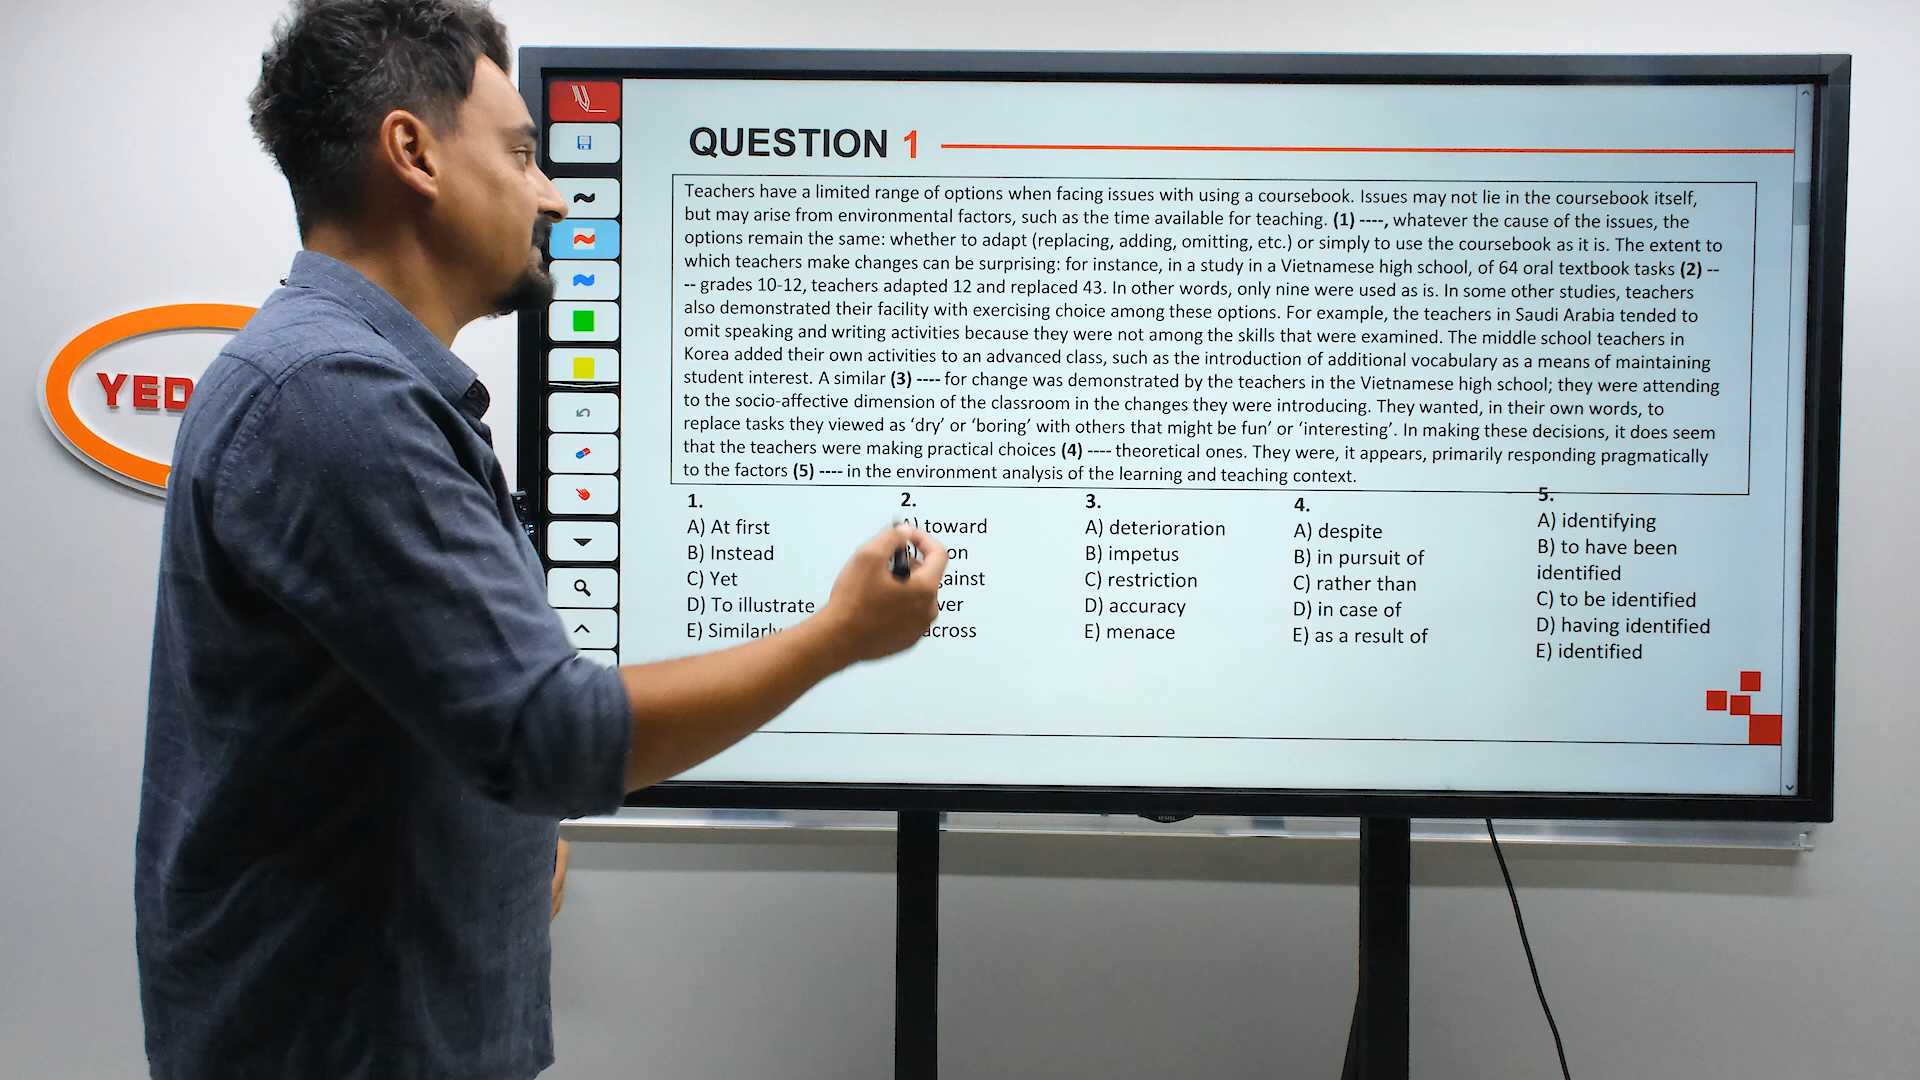 YED
QUESTION 1
Teachers have a limited range of options when facing issues with using a coursebook. Issues may not lie in the coursebook itself,
but may arise from environmental factors, such as the time available for teaching. (1) ----, whatever the cause of the issues, the
options remain the same: whether to adapt (replacing, adding, omitting, etc.) or simply to use the coursebook as it is. The extent to
which teachers make changes can be surprising: for instance, in a study in a Vietnamese high school, of 64 oral textbook tasks (2) --
-- grades 10-12, teachers adapted 12 and replaced 43. In other words, only nine were used as is. In some other studies, teachers
also demonstrated their facility with exercising choice among these options. For example, the teachers in Saudi Arabia tended to
omit speaking and writing activities because they were not among the skills that were examined. The middle school teachers in
Korea added their own activities to an advanced class, such as the introduction of additional vocabulary as a means of maintaining
student interest. A similar (3) ---- for change was demonstrated by the teachers in the Vietnamese high school; they were attending
to the socio-affective dimension of the classroom in the changes they were introducing. They wanted, in their own words, to
replace tasks they viewed as ‘dry’ or ‘boring’ with others that might be fun’ or ‘interesting’. In making these decisions, it does seem
that the teachers were making practical choices (4) ---- theoretical ones. They were, it appears, primarily responding pragmatically
to the factors (5) ---- in the environment analysis of the learning and teaching context.
1.
A) At first
B) Instead
C) Yet
D) To illustrate
E) Similarly
2.
A) toward
on
gainst
ver
across
3.
A) deterioration
B) impetus
C) restriction
D) accuracy
E) menace
4.
A) despite
B) in pursuit of
C) rather than
D) in case of
E) as a result of
5.
A) identifying
B) to have been
identified
C) to be identified
D) having identified
E) identified
VESTEL